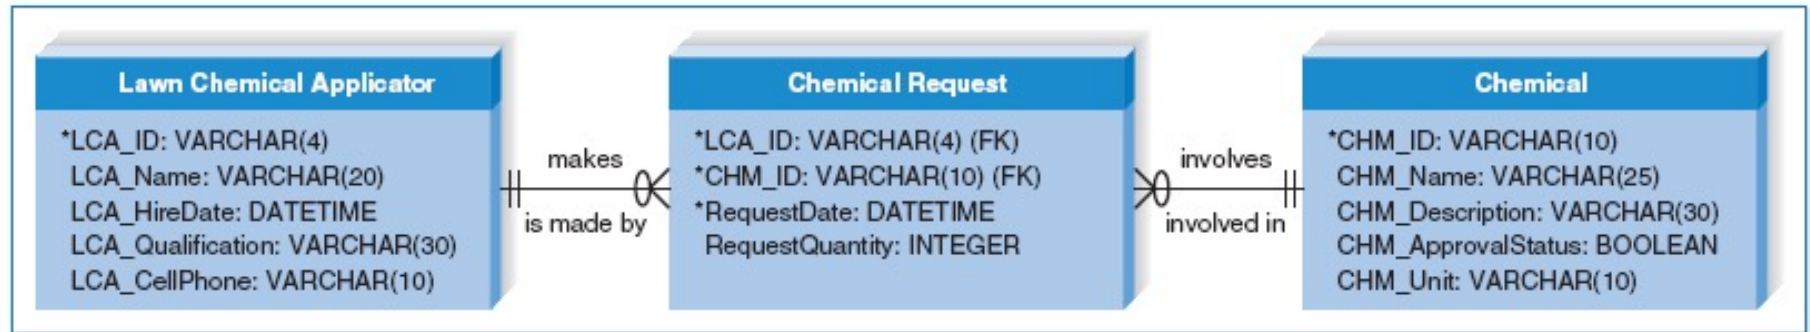 Lawn Chemical Applicator
*LCA_ID: VARCHAR(4)
LCA_Name: VARCHAR(20)
LCA_HireDate: DATETIME
LCA_Qualification: VARCHAR(30)
LCA_CellPhone: VARCHAR(10)
makes
is made by
Chemical Request
*LCA_ID: VARCHAR(4) (FK)
*CHM_ID: VARCHAR(10) (FK)
*RequestDate: DATETIME
RequestQuantity: INTEGER
involves
involved in
Chemical
*CHM_ID: VARCHAR(10)
CHM_Name: VARCHAR(25)
CHM_Description: VARCHAR(30)
CHM_ApprovalStatus: BOOLEAN
CHM_Unit: VARCHAR(10)